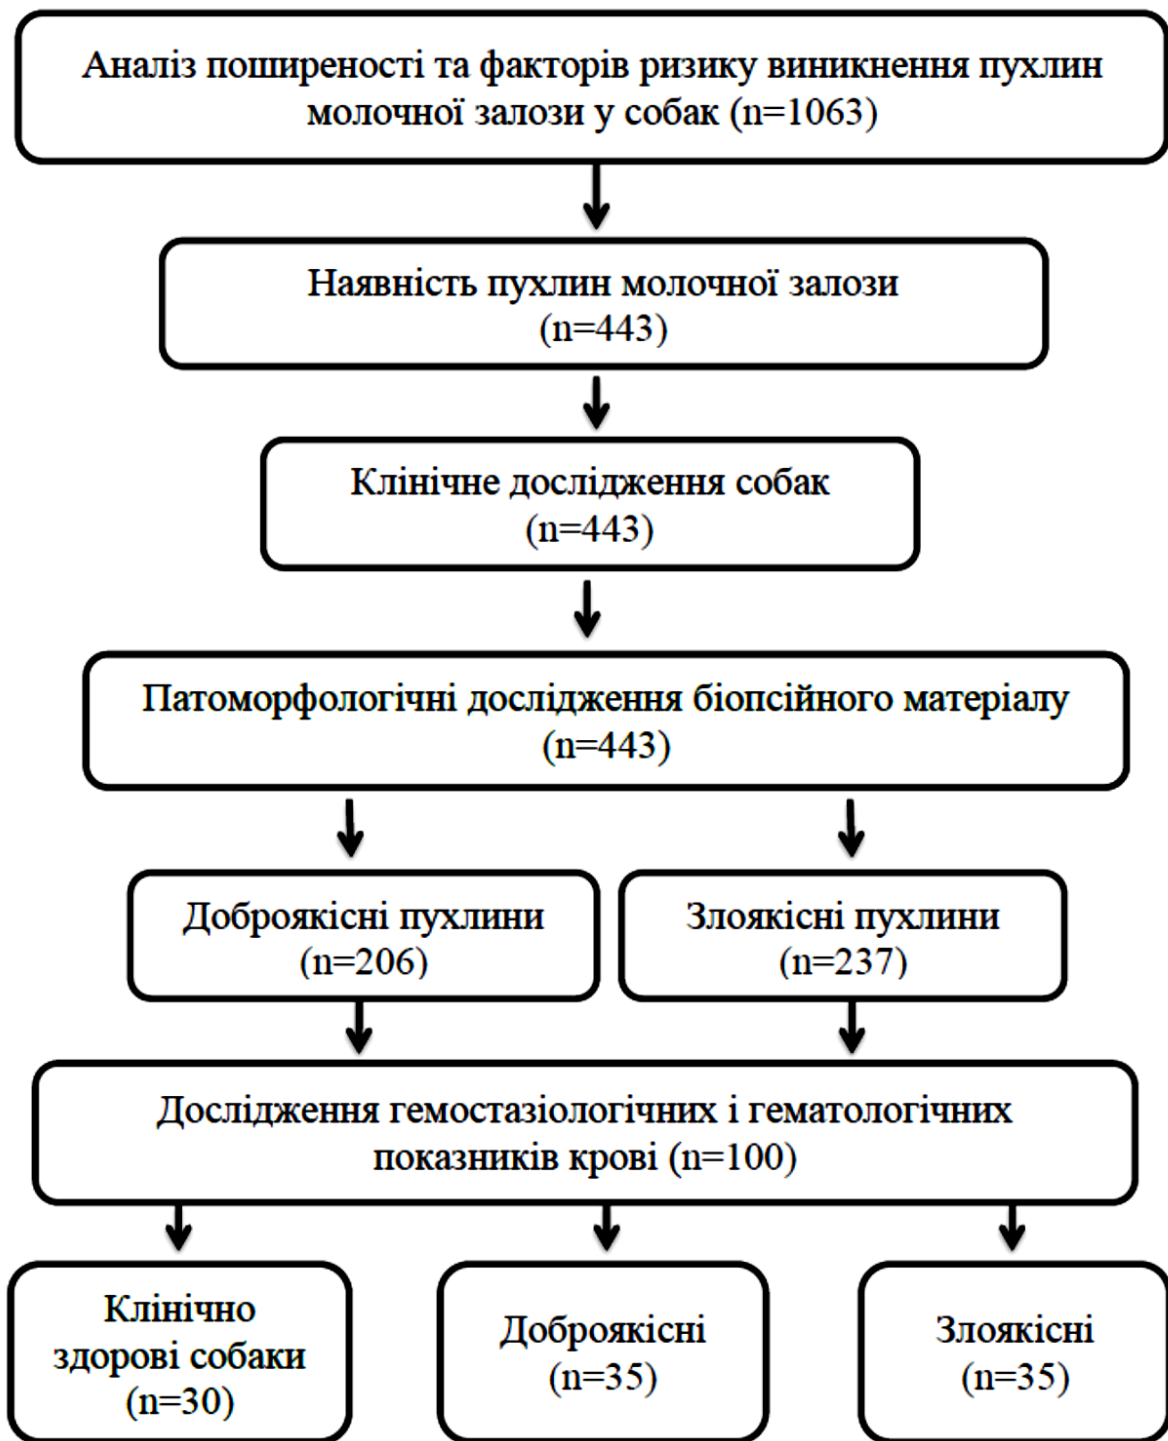 Аналіз поширеності та факторів ризику виникнення пухлин
молочної залози у собак (n=1063)
Наявність пухлин молочної залози
(n=443)
Клінічне дослідження собак
(n=443)
Патоморфологічні дослідження біопсійного матеріалу
(n=443)
Доброякісні пухлини
(n=206)
Злоякісні пухлини
(n=237)
Дослідження гемостазіологічних і гематологічних
показників крові (n=100)
Клінічно
здорові собаки
(n=30)
Доброякісні
(n=35)
Злоякісні
(n=35)